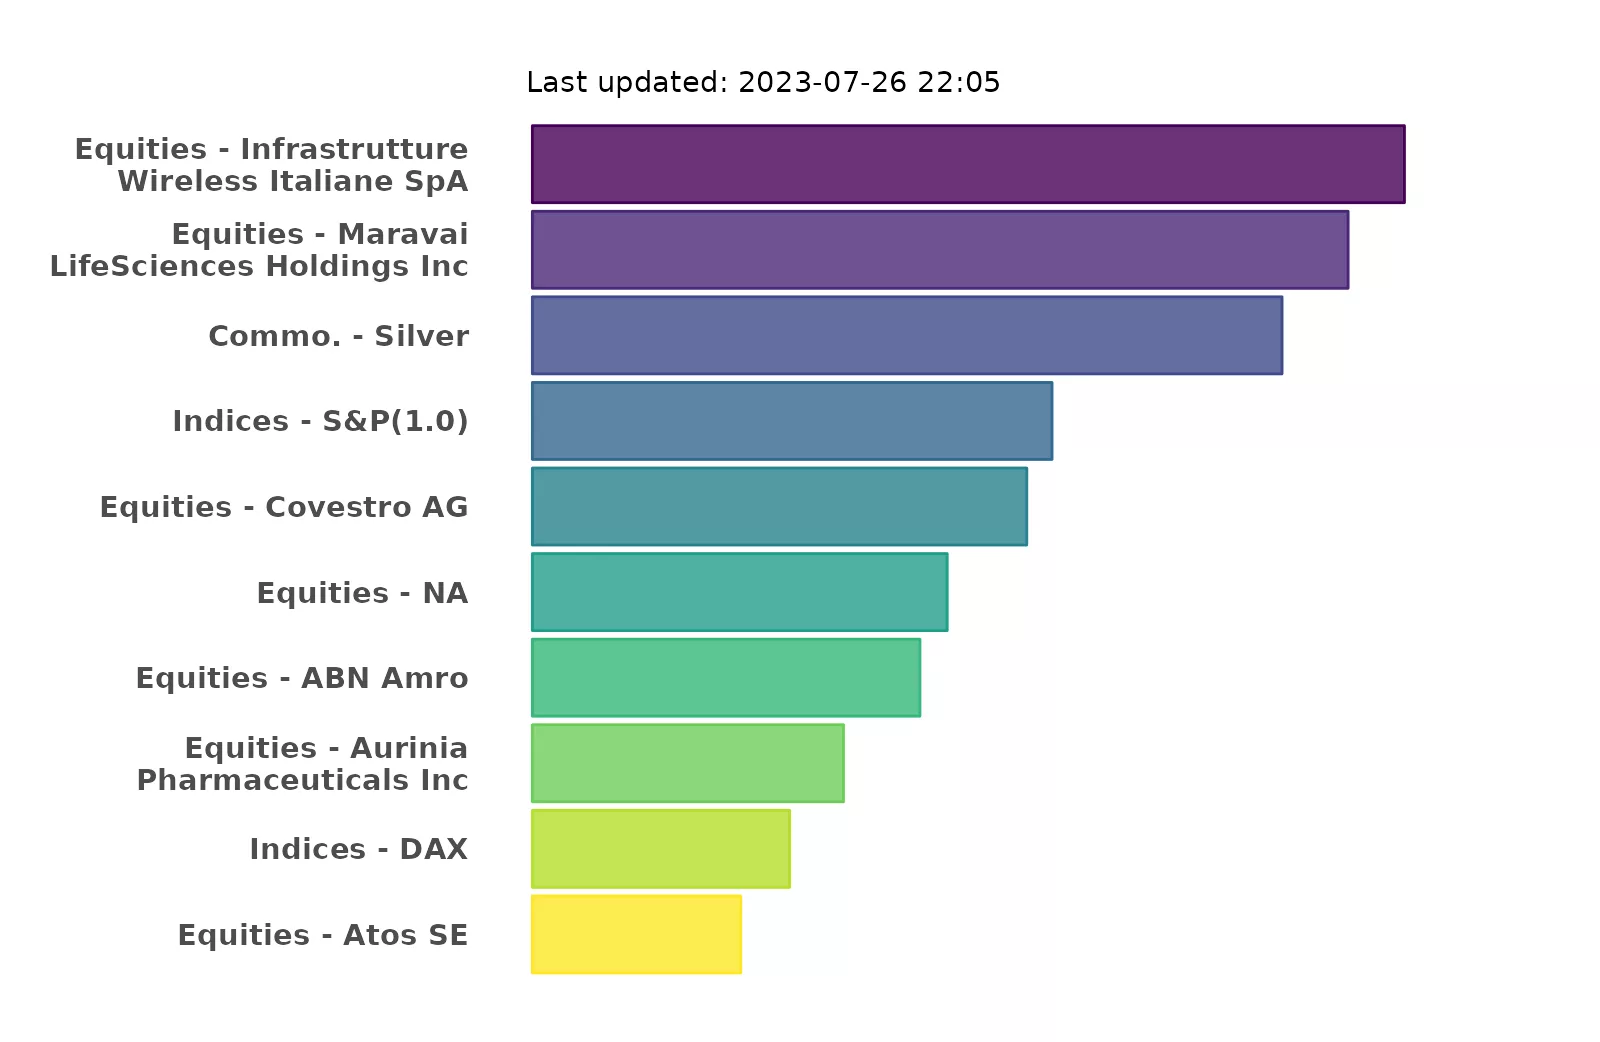 Last updated: 2023-07-26 22:05
Equities - Infrastrutture
Wireless Italiane SpA
Equities - Maravai
LifeSciences Holdings Inc
Commo. - Silver
Indices - S&P(1.0)
Equities - Covestro AG
Equities - NA
Equities - ABN Amro
Equities - Aurinia
Pharmaceuticals Inc
Indices - DAX
Equities - Atos SE